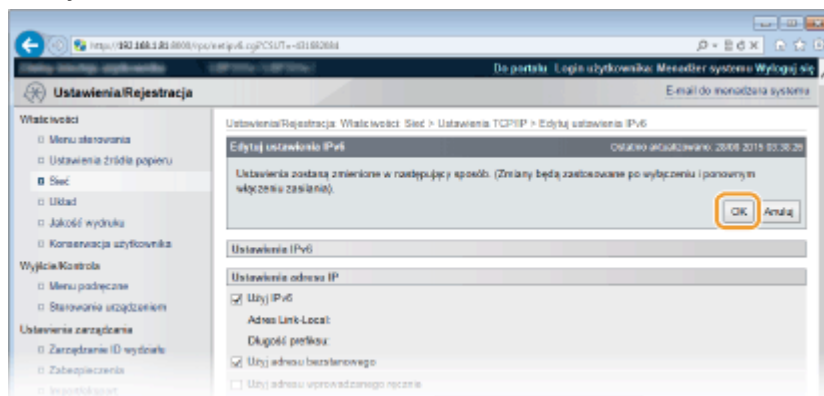 Do portalu Login użytkownika: Menedżer systemu Wyloguj się
Ustawienia/Rejestracja
E-mail do menedżera systemu
Właściwości
Menu sterowania
Ustawienia źródła papieru
Sieć
Układ
Jakość wydruku
Konserwacja użytkownika
Wyjście/Kontrola
Menu podręczne
Sterowanie urządzeniem
Ustawienia zarządzania
Zarządzanie ID wydziału
Zabezpieczenia
Ustawienia/Rejestracja: Właściwości: Sieć > Ustawienia TCP/IP > Edytuj ustawienia IPv6
Edytuj ustawienia IPv6
Ostatnio aktualizowano: 28/08 2015 03:38:26
Ustawienia zostaną zmienione w następujący sposób. (Zmiany będą zastosowane po wyłączeniu i ponownym
włączeniu zasilania).
OK Anuluj
Ustawienia IPv6
Ustawienia adresu IP
Użyj IPv6
Adres Link-Local:
Długość prefiksu:
Użyj adresu bezstanowego
Użyj adresu wprowadzanego ręcznie